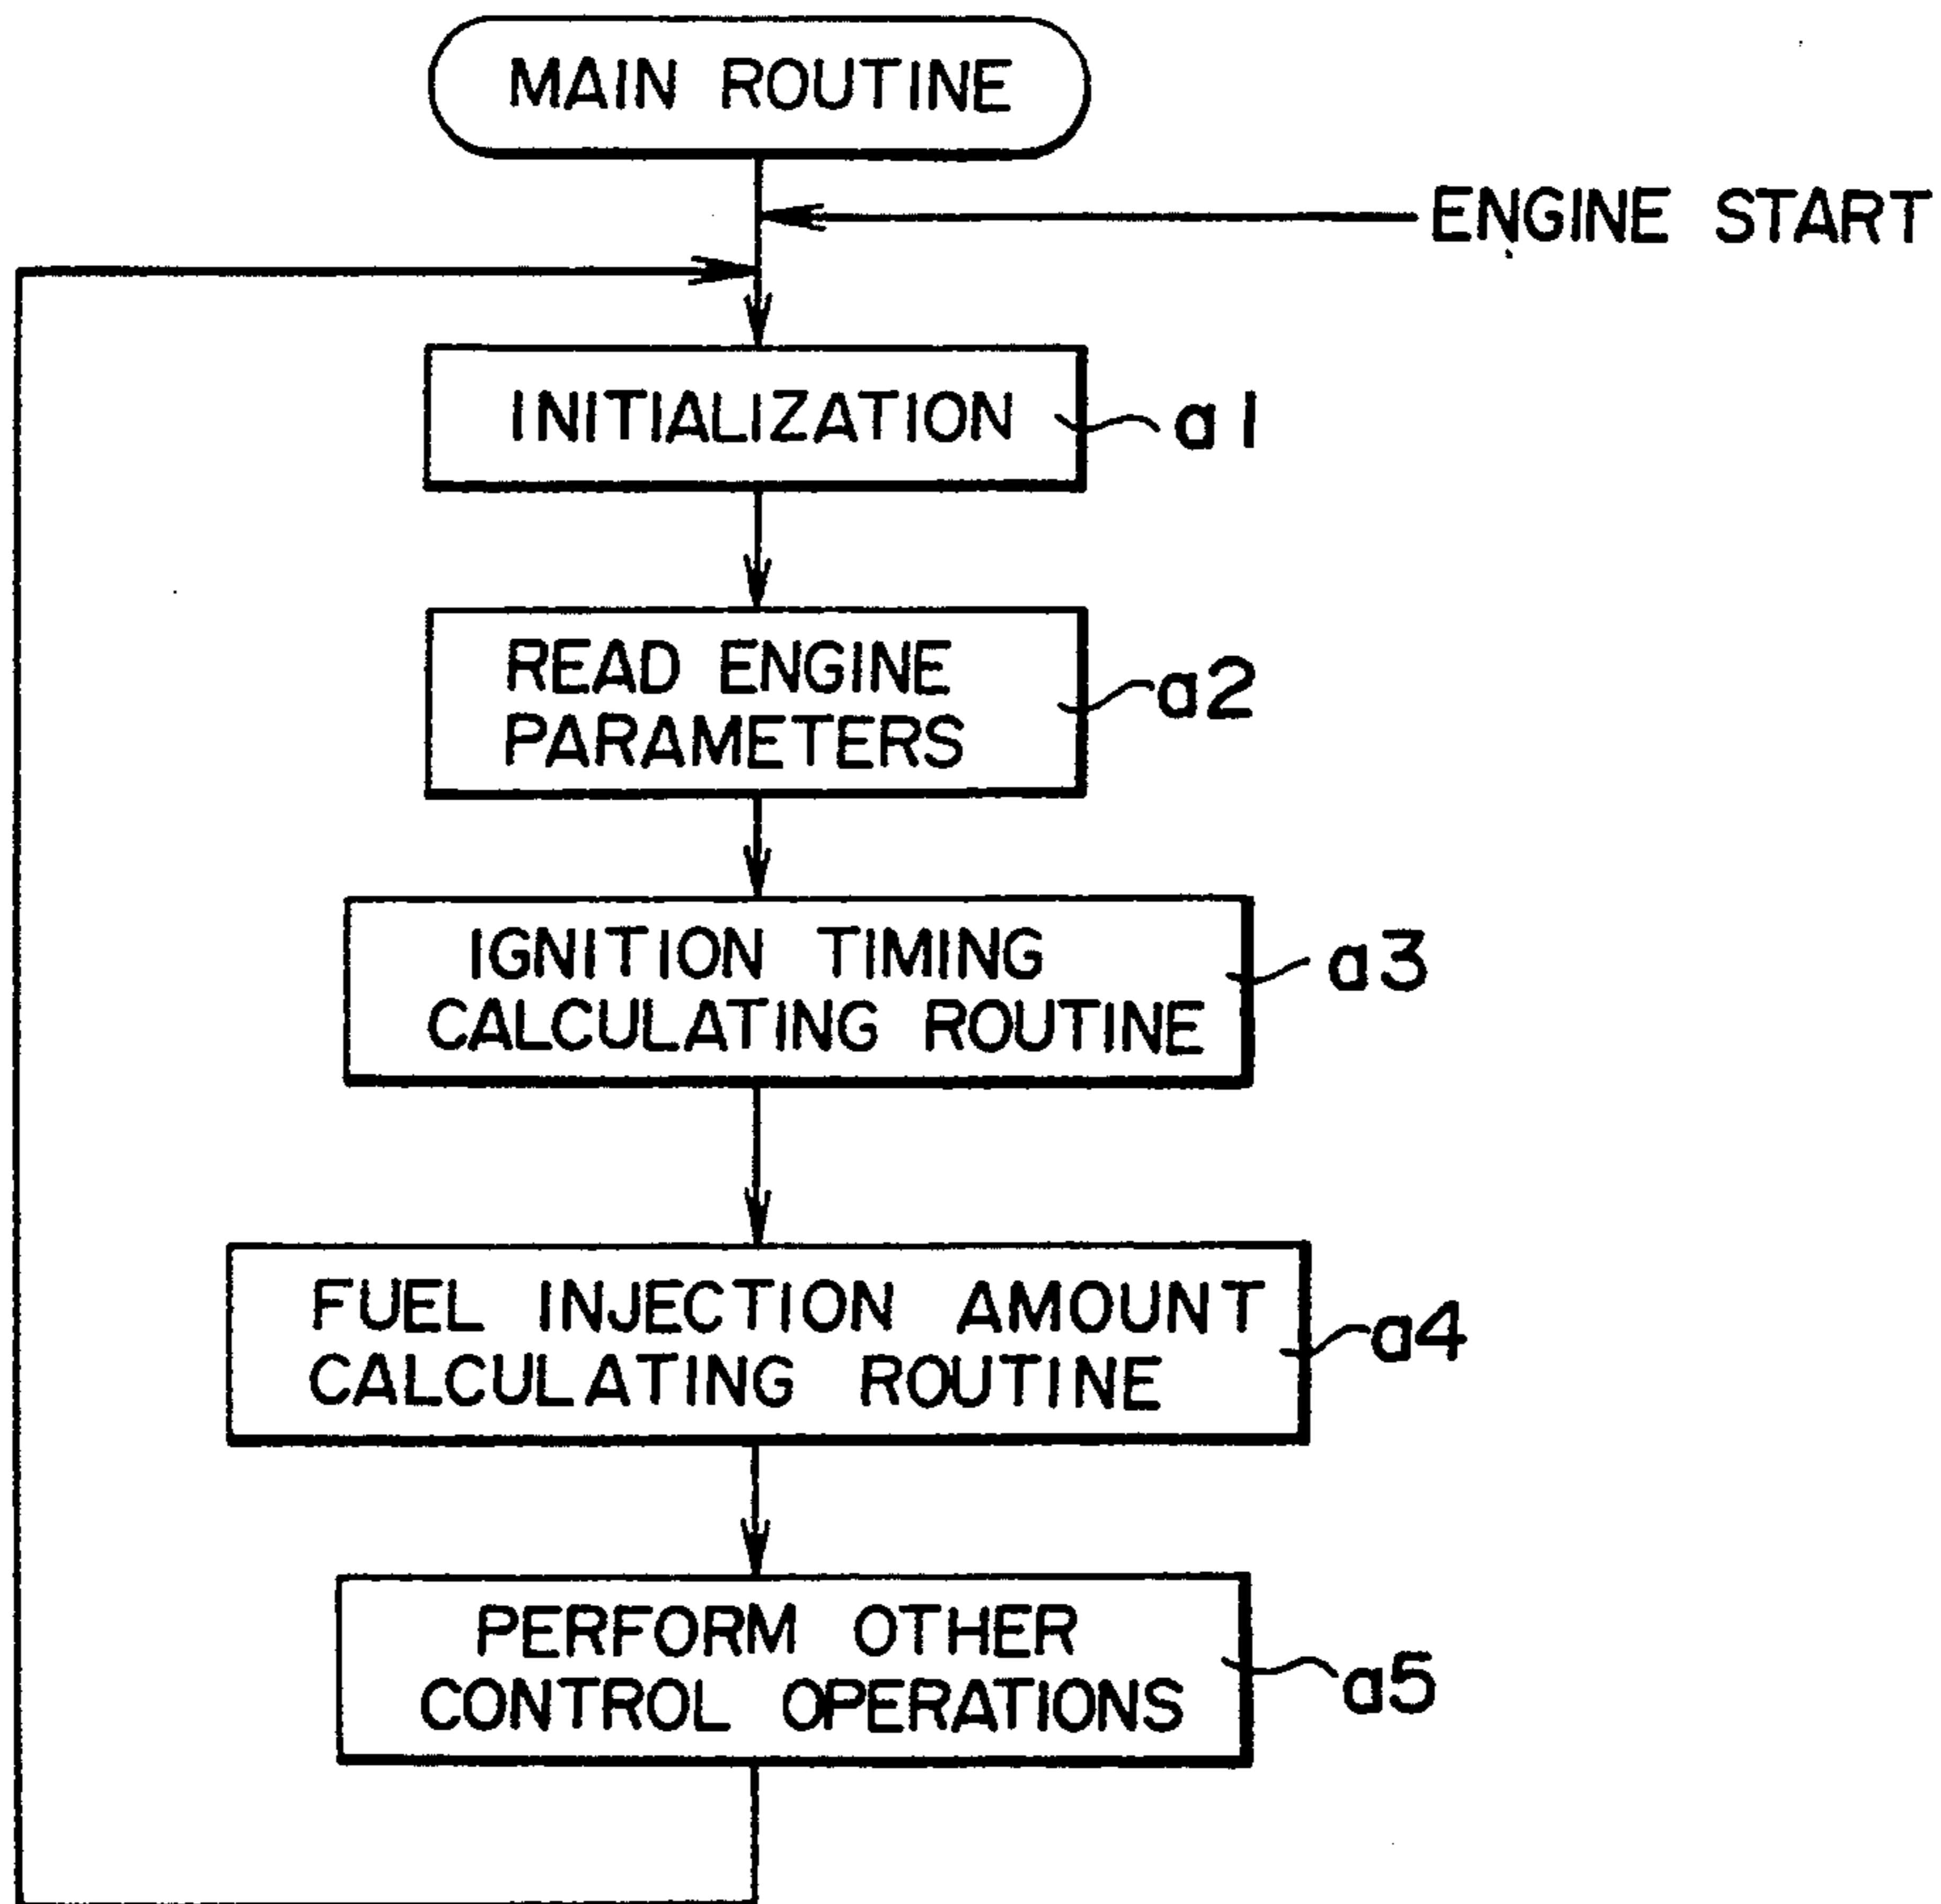 MAIN ROUTINE
ENGINE START
INITIALIZATION
a1
READ ENGINE
PARAMETERS
a2
IGNITION TIMING
CALCULATING ROUTINE
a3
FUEL INJECTION AMOUNT
CALCULATING ROUTINE
a4
PERFORM OTHER
CONTROL OPERATIONS
a5